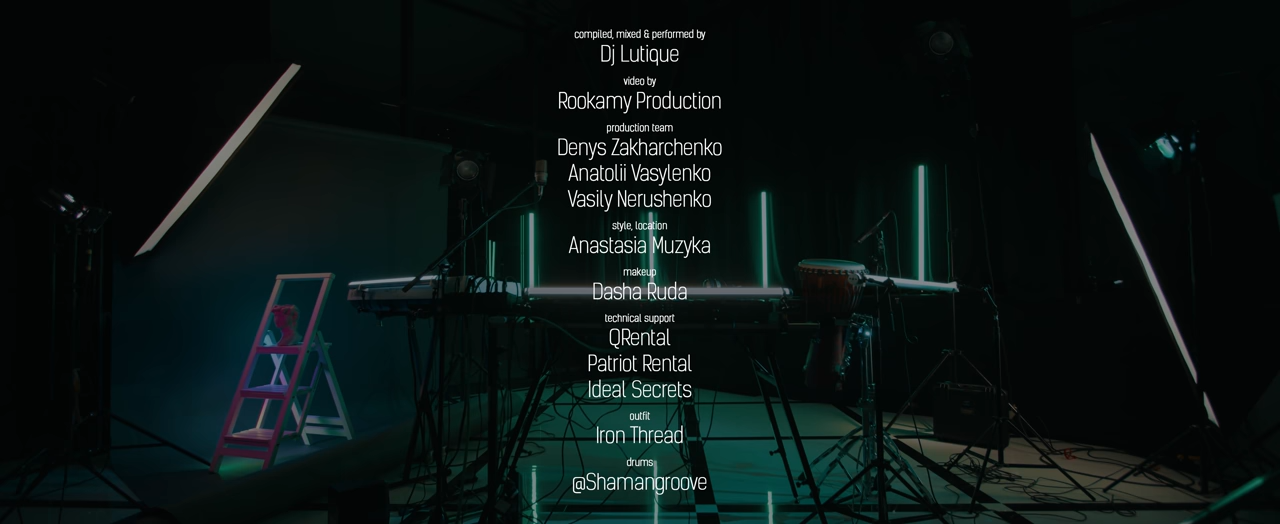 compiled, mixed & performed by
Dj Lutique
video by
Rookamy Production
production team
Denys Zakharchenko
Anatolii Vasylenko
Vasily Nerushenko
style, location
Anastasia Muzyka
makeup
Dasha Ruda
technical support
QRental
Patriot Rental
Ideal Secrets
outfit
Iron Thread
drums
@Shamangroove